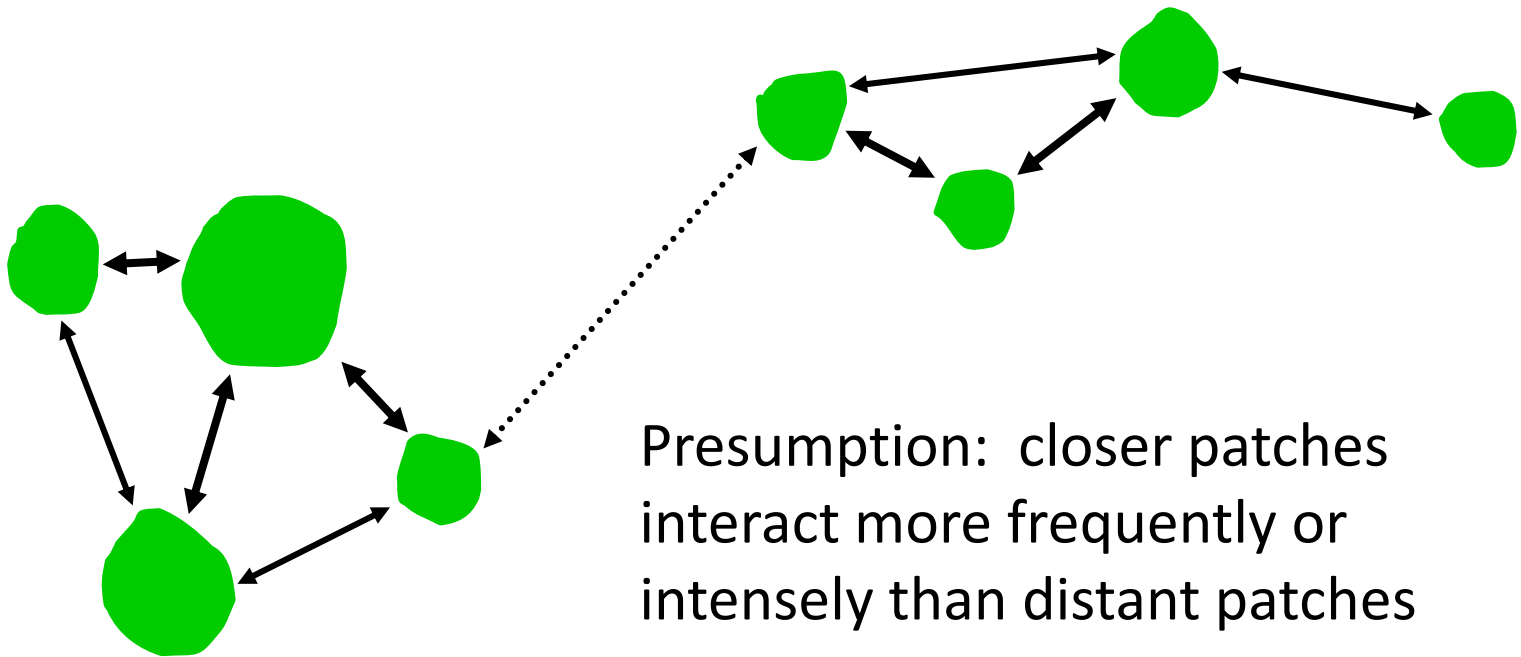 Presumption:  closer patches
interact more frequently or
intensely than distant patches